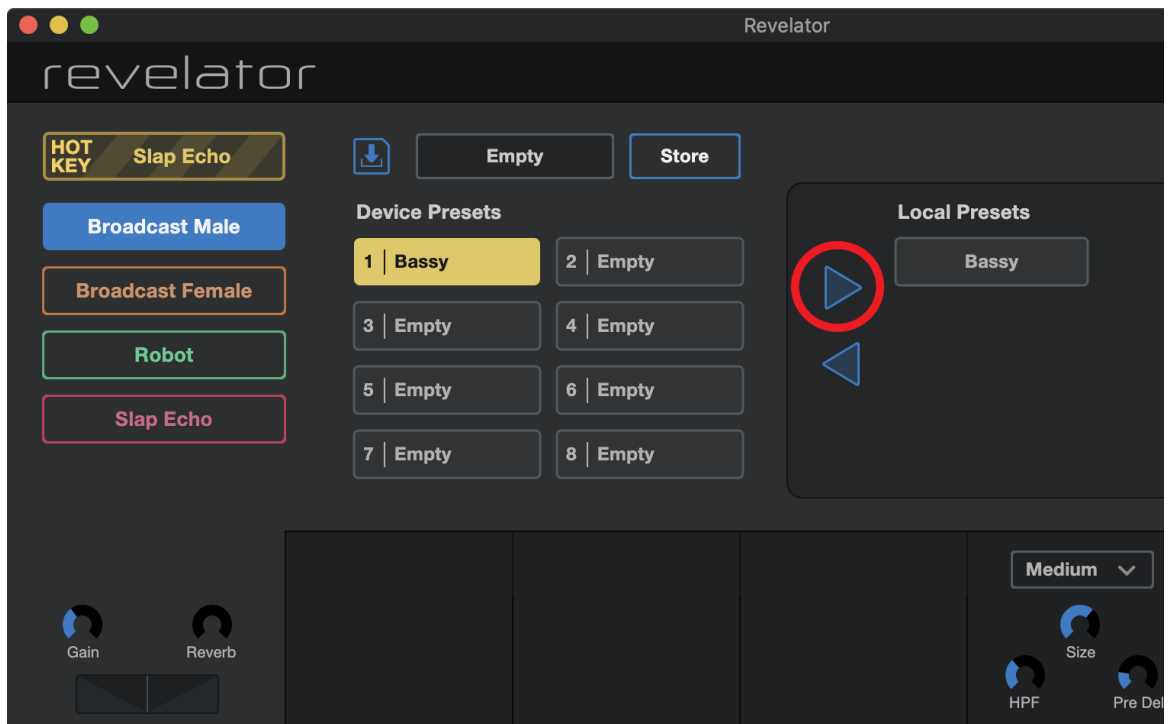 Revelator
revelator
HOT KEY Slap Echo
Empty
Store
Broadcast Male
Broadcast Female
Robot
Slap Echo
Device Presets
1 Bassy
2 Empty
3 Empty
4 Empty
5 Empty
6 Empty
7 Empty
8 Empty
Local Presets
Bassy
Gain
Reverb
Medium
Size
HPF
Pre Del